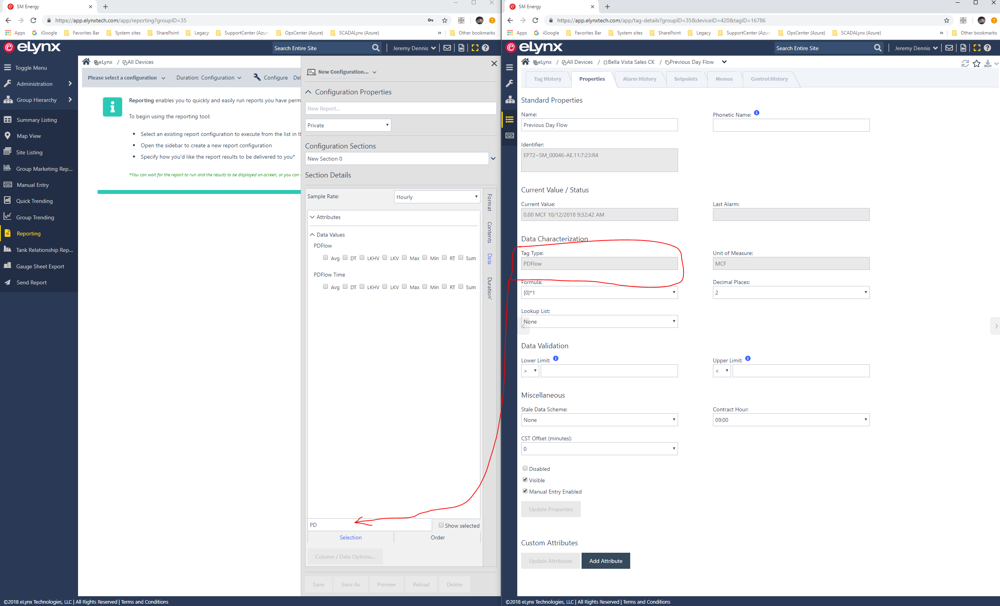 SM Energy
https://app.elynxtech.com/app/reporting?groupID=35
Apps iGoogle Favorites Bar System sites SharePoint Legacy SupportCenter (Azure OpsCenter (Azure) SCADALynx (Azure) » Other bookmarks
eLynx Search Entire Site Jeremy Dennis
Toggle Menu
Administration
Group Hierarchy
Summary Listing
Map View
Site Listing
Group Marketing Rep...
Manual Entry
Quick Trending
Group Trending
Reporting
Tank Relationship Rep...
Gauge Sheet Export
Send Report
eLynx / All Devices
Please select a configuration Duration: Configuration Configure Del
Reporting enables you to quickly and easily run reports you have perm
To begin using the reporting tool:
• Select an existing report configuration to execute from the list in th
• Open the sidebar to create a new report configuration
• Specify how you'd like the report results to be delivered to you*
*You can wait for the report to run and the results to be displayed on-screen, or you can
New Configuration...
Configuration Properties
New Report...
Private
Configuration Sections
New Section 0
Section Details
Sample Rate: Hourly
Attributes
Data Values
PDFlow
Avg DT LKHV LKV Max Min RT Sum
PDFlow Time
Avg DT LKHV LKV Max Min RT Sum
Format
Contents
Data
Duration'
PD Show selected
Selection Order
Column / Data Options...
Save Save As Preview Reload Delete
©2018 eLynx Technologies, LLC | All Rights Reserved | Terms and Conditions
SM Energy
https://app.elynxtech.com/app/tag-details?groupID=35&deviceID=420&tagID=16786
Apps iGoogle Favorites Bar System sites SharePoint Legacy SupportCenter (Azure OpsCenter (Azure) SCADALynx (Azure) » Other bookmarks
eLynx Search Entire Site Jeremy Dennis
eLynx / All Devices / Bella Vista Sales CK / Previous Day Flow
Tag History Properties Alarm History Setpoints Memos Control History
Standard Properties
Name: Phonetic Name:
Previous Day Flow
Identifier:
EP72~SM_00046-AE.11:7:23:R4
Current Value / Status
Current Value: Last Alarm:
0.00 MCF 10/12/2018 9:32:42 AM
Data Characterization
Tag Type: Unit of Measure:
PDFlow MCF
Formula: Decimal Places:
{0}*1 2
Lookup List:
None
Data Validation
Lower Limit: Upper Limit:
> <
Miscellaneous
Stale Data Scheme: Contract Hour:
None 09:00
CST Offset (minutes):
0
Disabled
Visible
Manual Entry Enabled
Update Properties
Custom Attributes
Update Attributes Add Attribute
©2018 eLynx Technologies, LLC | All Rights Reserved | Terms and Conditions